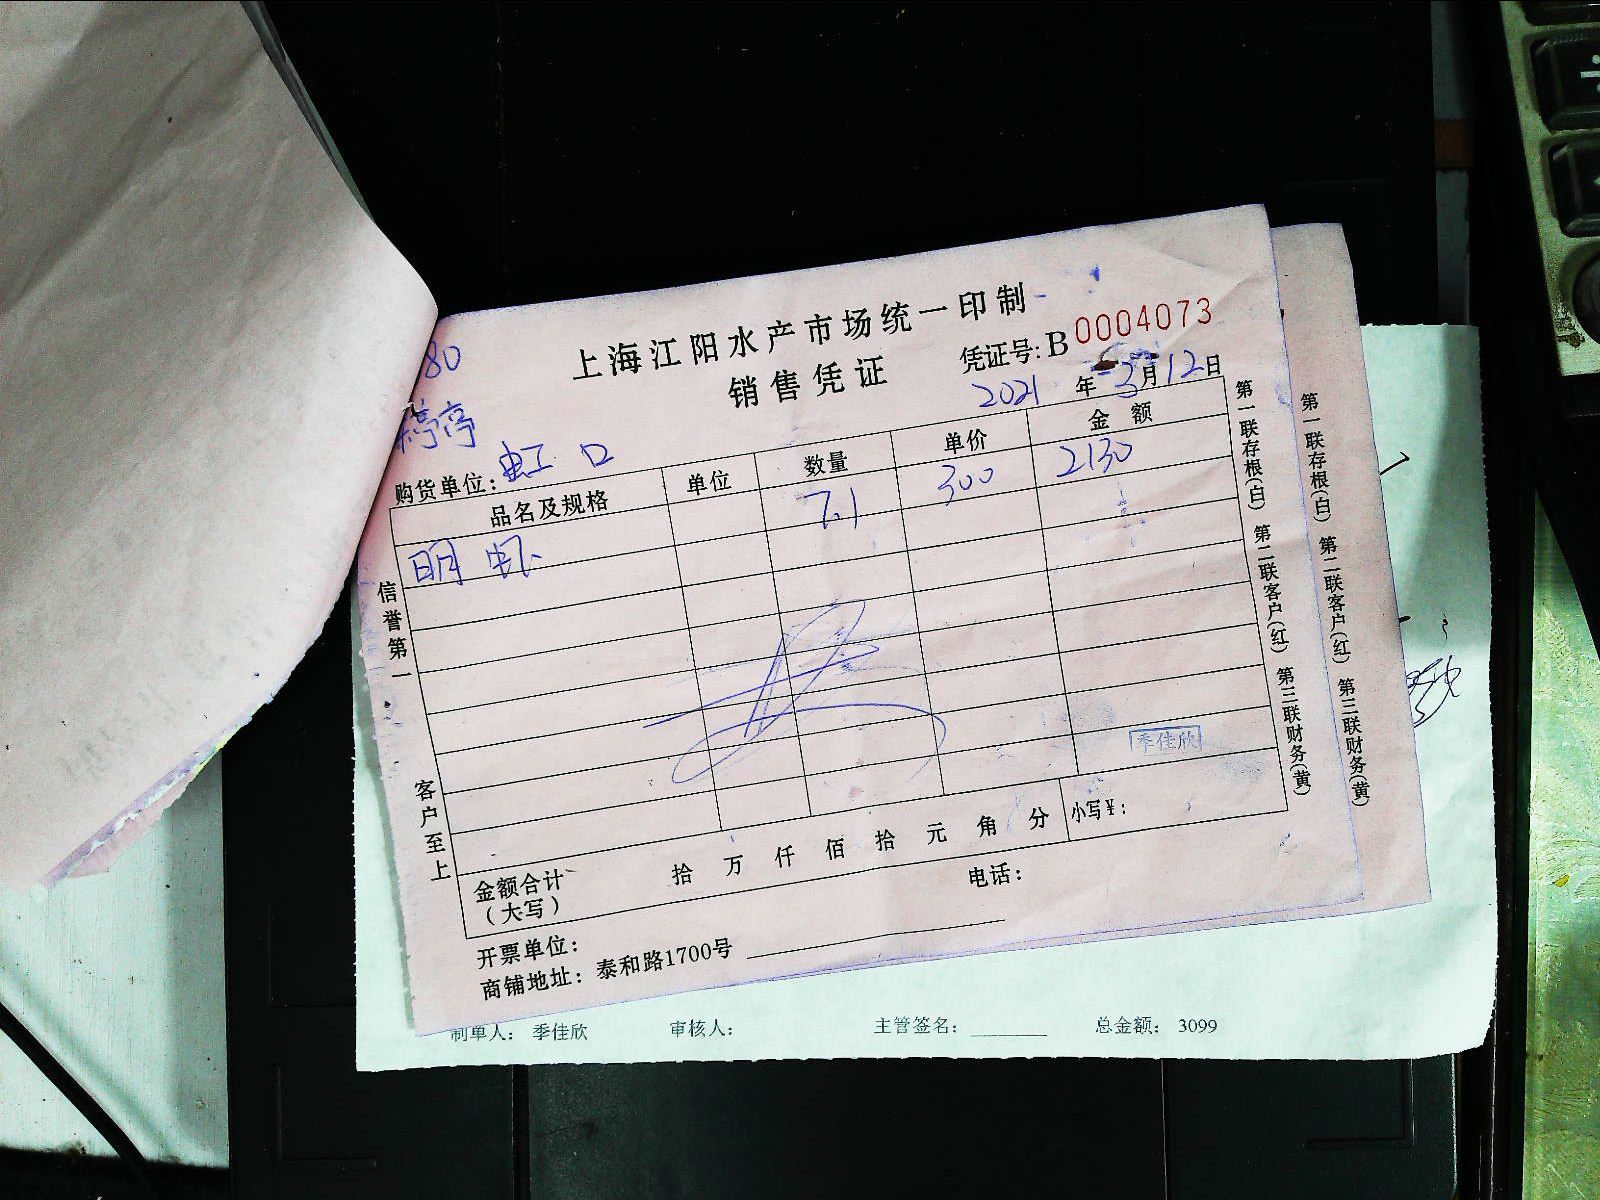 上海江阳水产市场统一印制
销售凭证
凭证号: B 0004073
2021 年 3 月 12 日
80
婷亭
购货单位: 虹口
品名及规格 单位 数量 单价 金额
明虾 7.1 300 2130
季佳欣
金额合计(大写) 拾 万 仟 佰 拾 元 角 分 小写¥:
开票单位: 电话:
商铺地址: 泰和路1700号
信誉第一 客户至上
第一联存根(白) 第二联客户(红) 第三联财务(黄)
第一联存根(白) 第二联客户(红) 第三联财务(黄)
制单人: 季佳欣 审核人: 主管签名: 总金额: 3099